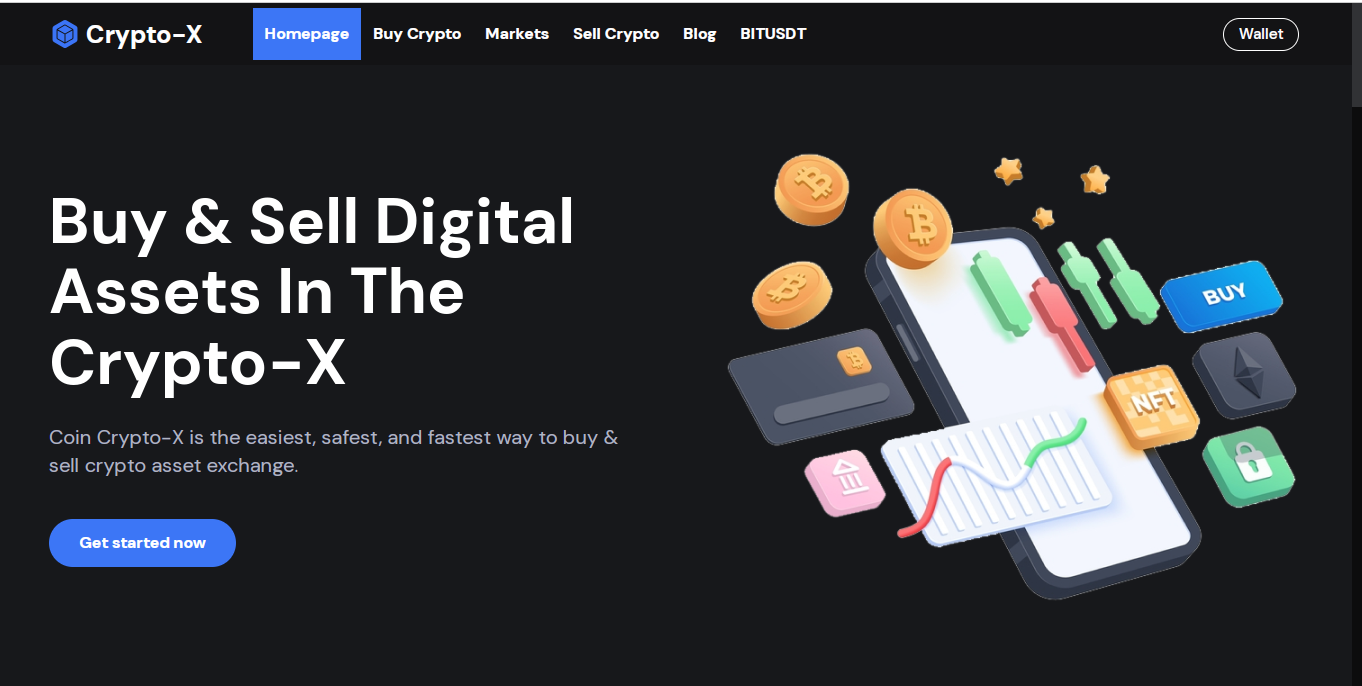 Crypto-X
Homepage
Buy Crypto
Markets
Sell Crypto
Blog
BITUSDT
Wallet
Buy & Sell Digital
Assets In The
Crypto-X
Coin Crypto-X is the easiest, safest, and fastest way to buy &
sell crypto asset exchange.
Get started now
BUY
NFT